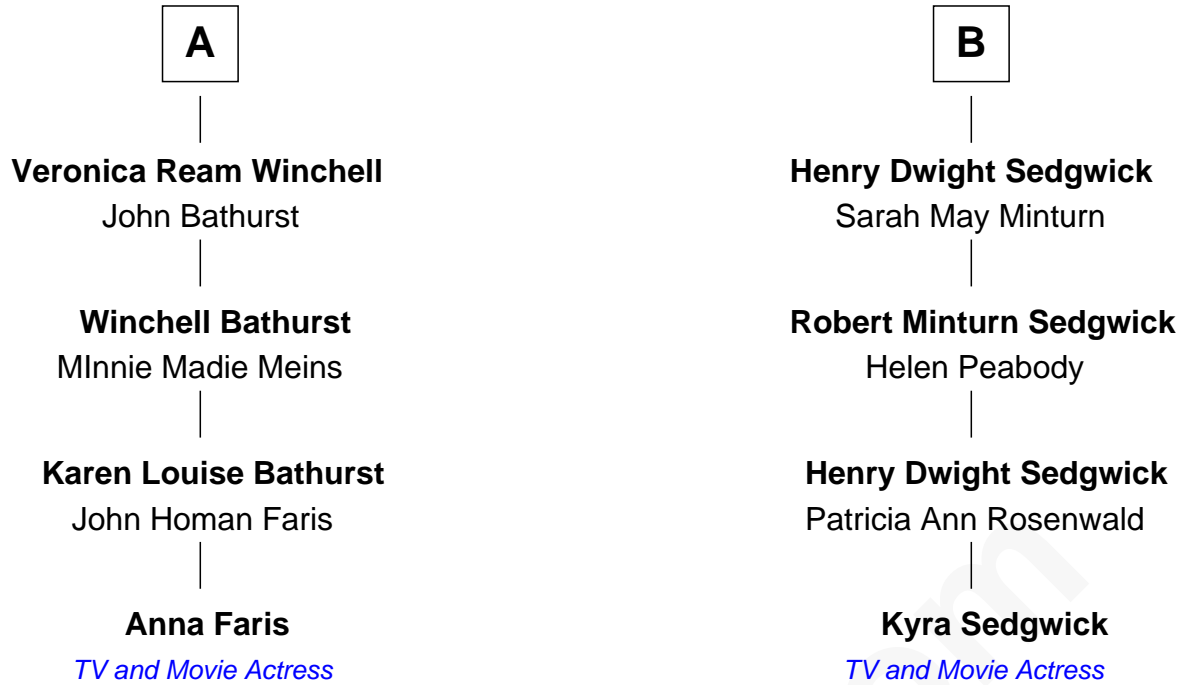 A
Veronica Ream Winchell
John Bathurst
Winchell Bathurst
MInnie Madie Meins
Karen Louise Bathurst
John Homan Faris
Anna Faris
TV and Movie Actress
B
Henry Dwight Sedgwick
Sarah May Minturn
Robert Minturn Sedgwick
Helen Peabody
Henry Dwight Sedgwick
Patricia Ann Rosenwald
Kyra Sedgwick
TV and Movie Actress